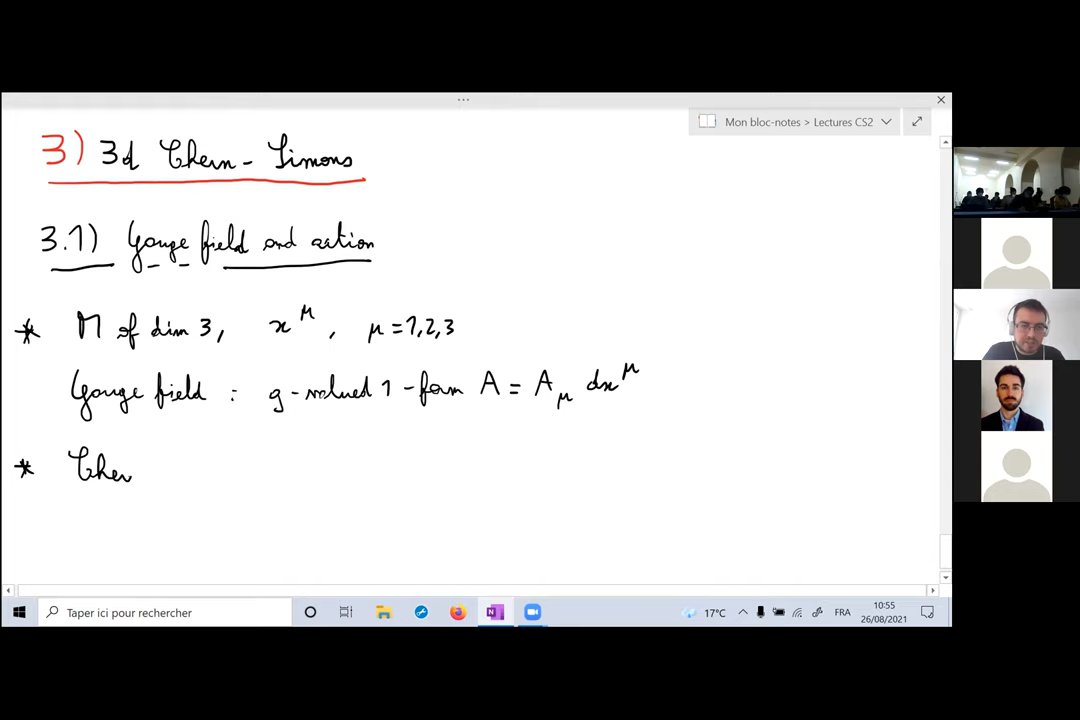 Mon bloc-notes > Lectures CS2
3) 3d Chern - Simons
3.1) Gauge field and action
* M of dim 3, x^μ, μ = 1,2,3
Gauge field : g-valued 1-form A = A_μ dx^μ
* Cher
Taper ici pour rechercher
17°C
FRA
10:55
26/08/2021